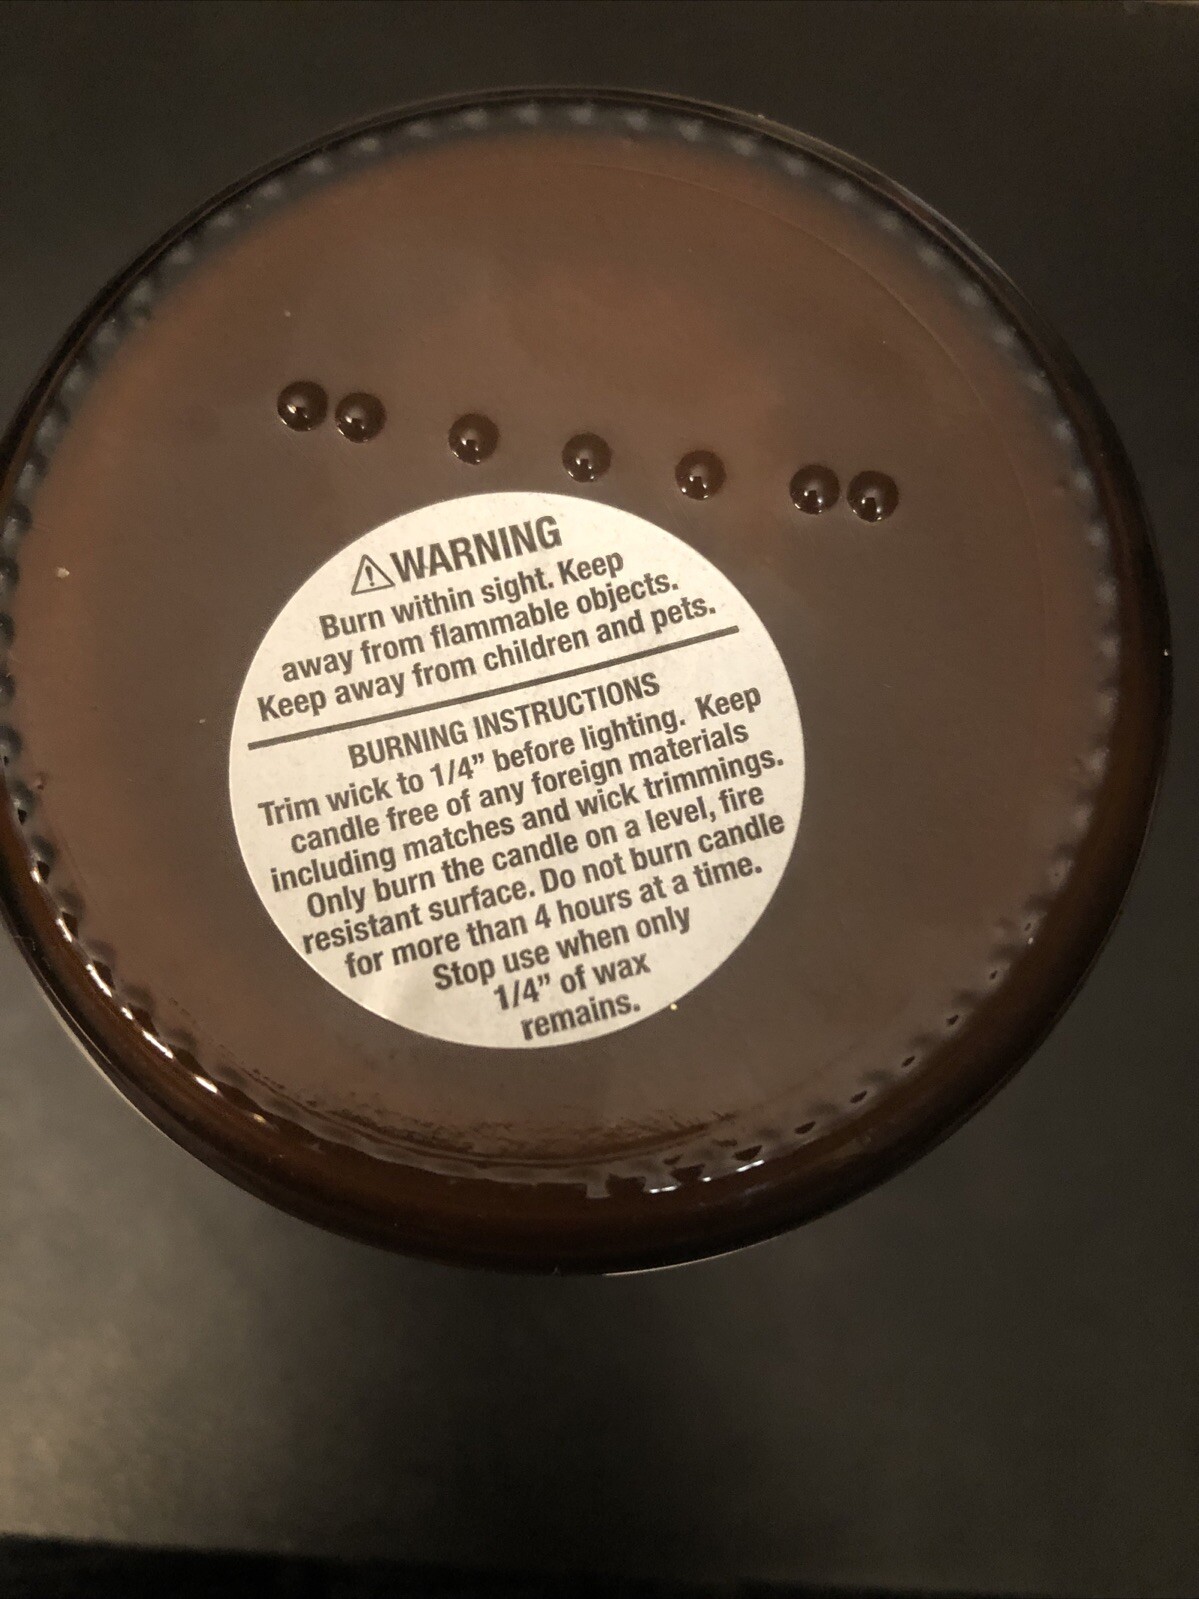 ⚠WARNING
Burn within sight. Keep
away from flammable objects.
Keep away from children and pets.
BURNING INSTRUCTIONS
Trim wick to 1/4” before lighting. Keep
candle free of any foreign materials
including matches and wick trimmings.
Only burn the candle on a level, fire
resistant surface. Do not burn candle
for more than 4 hours at a time.
Stop use when only
1/4” of wax
remains.